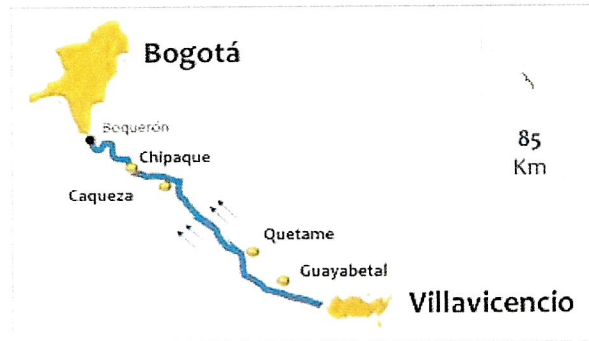 Bogotá
Boquerón
85
Km
Chipaque
Caqueza
Quetame
Guayabetal
Villavicencio